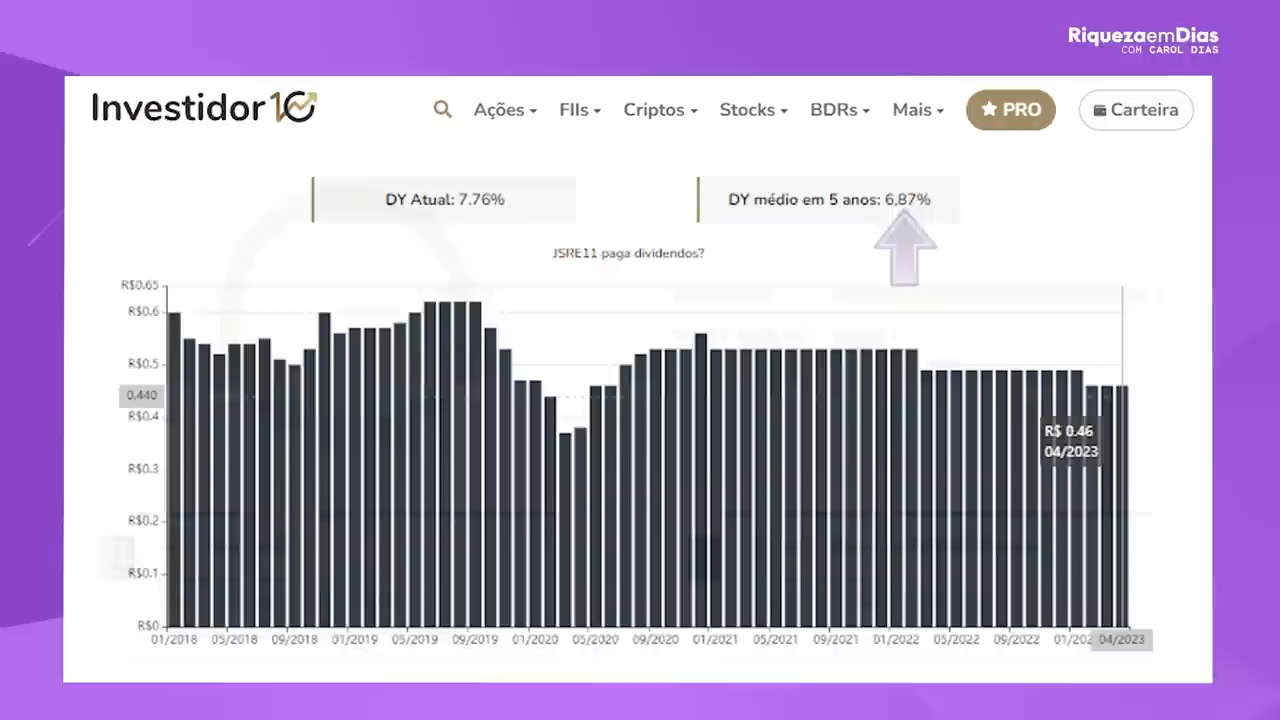 RiquezaemDias
COM CAROL DIAS
Investidor10
Ações
FIIs
Criptos
Stocks
BDRs
Mais
PRO
Carteira
DY Atual: 7.76%
DY médio em 5 anos: 6,87%
JSRE11 paga dividendos?
R$0.65
R$0.6
R$0.5
0.440
R$0.4
R$ 0.46
04/2023
R$0.3
R$0.2
R$0.1
R$0
01/2018 05/2018 09/2018 01/2019 05/2019 09/2019 01/2020 05/2020 09/2020 01/2021 05/2021 09/2021 01/2022 05/2022 09/2022 01/202 04/2023